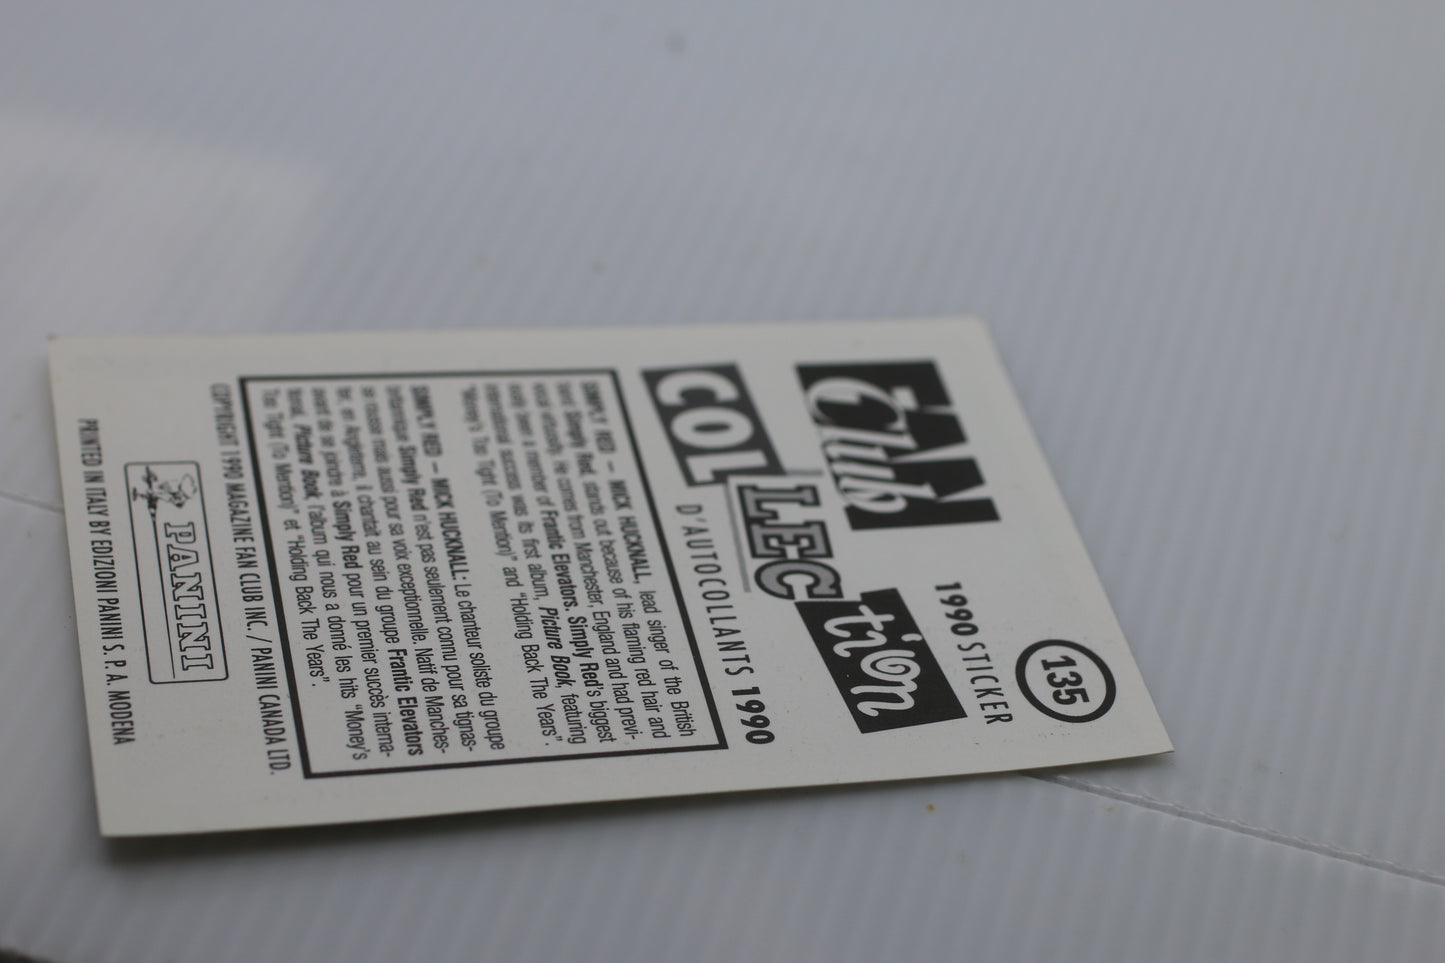 135
FAN
Club
1990 STICKER
COLLECtiOn
D'AUTOCOLLANTS 1990
SIMPLY RED – MICK HUCKNALL, lead singer of the British
band Simply Red, stands out because of his flaming red hair and
vocal virtuosity. He comes from Manchester, England and had previ-
ously been a member of Frantic Elevators. Simply Red's biggest
international success was its first album, Picture Book, featuring
"Money's Too Tight (To Mention)" and "Holding Back The Years".
SIMPLY RED – MICK HUCKNALL: Le chanteur soliste du groupe
britannique Simply Red n'est pas seulement connu pour sa tignas-
se rousse mais aussi pour sa voix exceptionnelle. Natif de Manches-
ter, en Angleterre, il chantait au sein du groupe Frantic Elevators
avant de se joindre à Simply Red pour un premier succès interna-
tional, Picture Book, l'album qui nous a donné les hits "Money's
Too Tight (To Mention)" et "Holding Back The Years".
COPYRIGHT 1990 MAGAZINE FAN CLUB INC. / PANINI CANADA LTD.
PANINI
PRINTED IN ITALY BY EDIZIONI PANINI S. P. A. MODENA